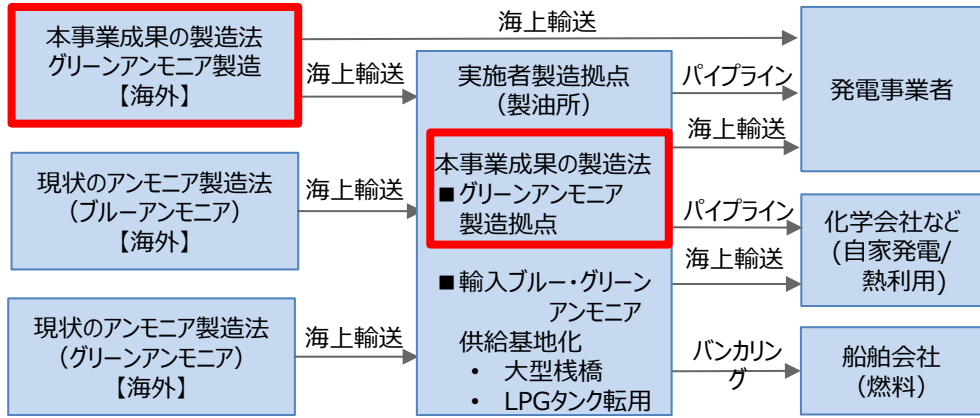 本事業成果の製造法
グリーンアンモニア製造
【海外】
海上輸送
海上輸送
現状のアンモニア製造法
（ブルーアンモニア）
【海外】
海上輸送
現状のアンモニア製造法
（グリーンアンモニア）
【海外】
海上輸送
実施者製造拠点
（製油所）
本事業成果の製造法
■グリーンアンモニア
製造拠点
■輸入ブルー・グリーン
アンモニア
供給基地化
• 大型桟橋
• LPGタンク転用
パイプライン
海上輸送
パイプライン
海上輸送
バンカリン
グ
発電事業者
化学会社など
(自家発電/
熱利用)
船舶会社
（燃料）